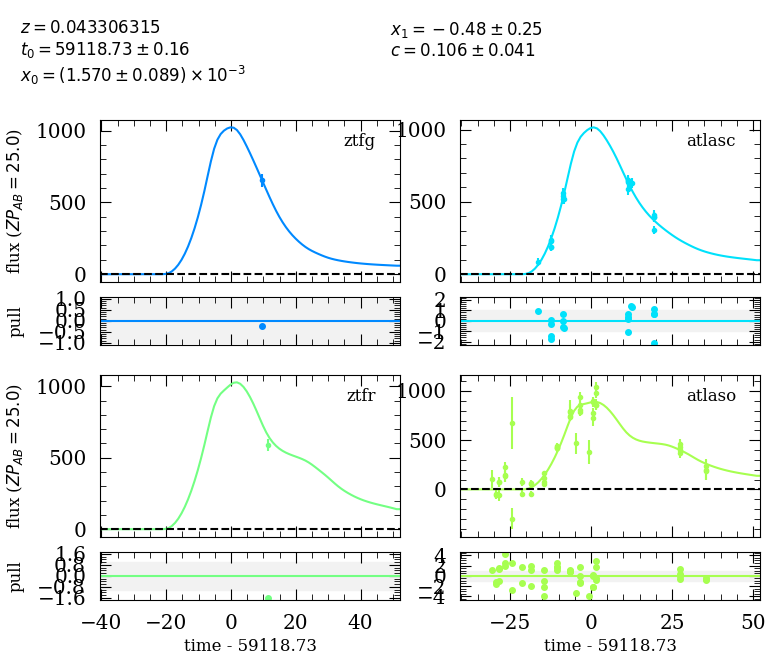 z = 0.043306315
t₀ = 59118.73 ± 0.16
x₀ = (1.570 ± 0.089) × 10⁻³
x₁ = −0.48 ± 0.25
c = 0.106 ± 0.041
flux (ZP_AB = 25.0)
1000
500
0
ztfg
1000
500
0
atlasc
pull
1.0
0.5
0.0
−0.5
−1.0
2
1
0
−1
−2
flux (ZP_AB = 25.0)
1000
500
0
ztfr
1000
500
0
atlaso
pull
1.6
0.8
0.0
−0.8
−1.6
4
2
0
−2
−4
−40 −20 0 20 40
−25 0 25 50
time - 59118.73
time - 59118.73